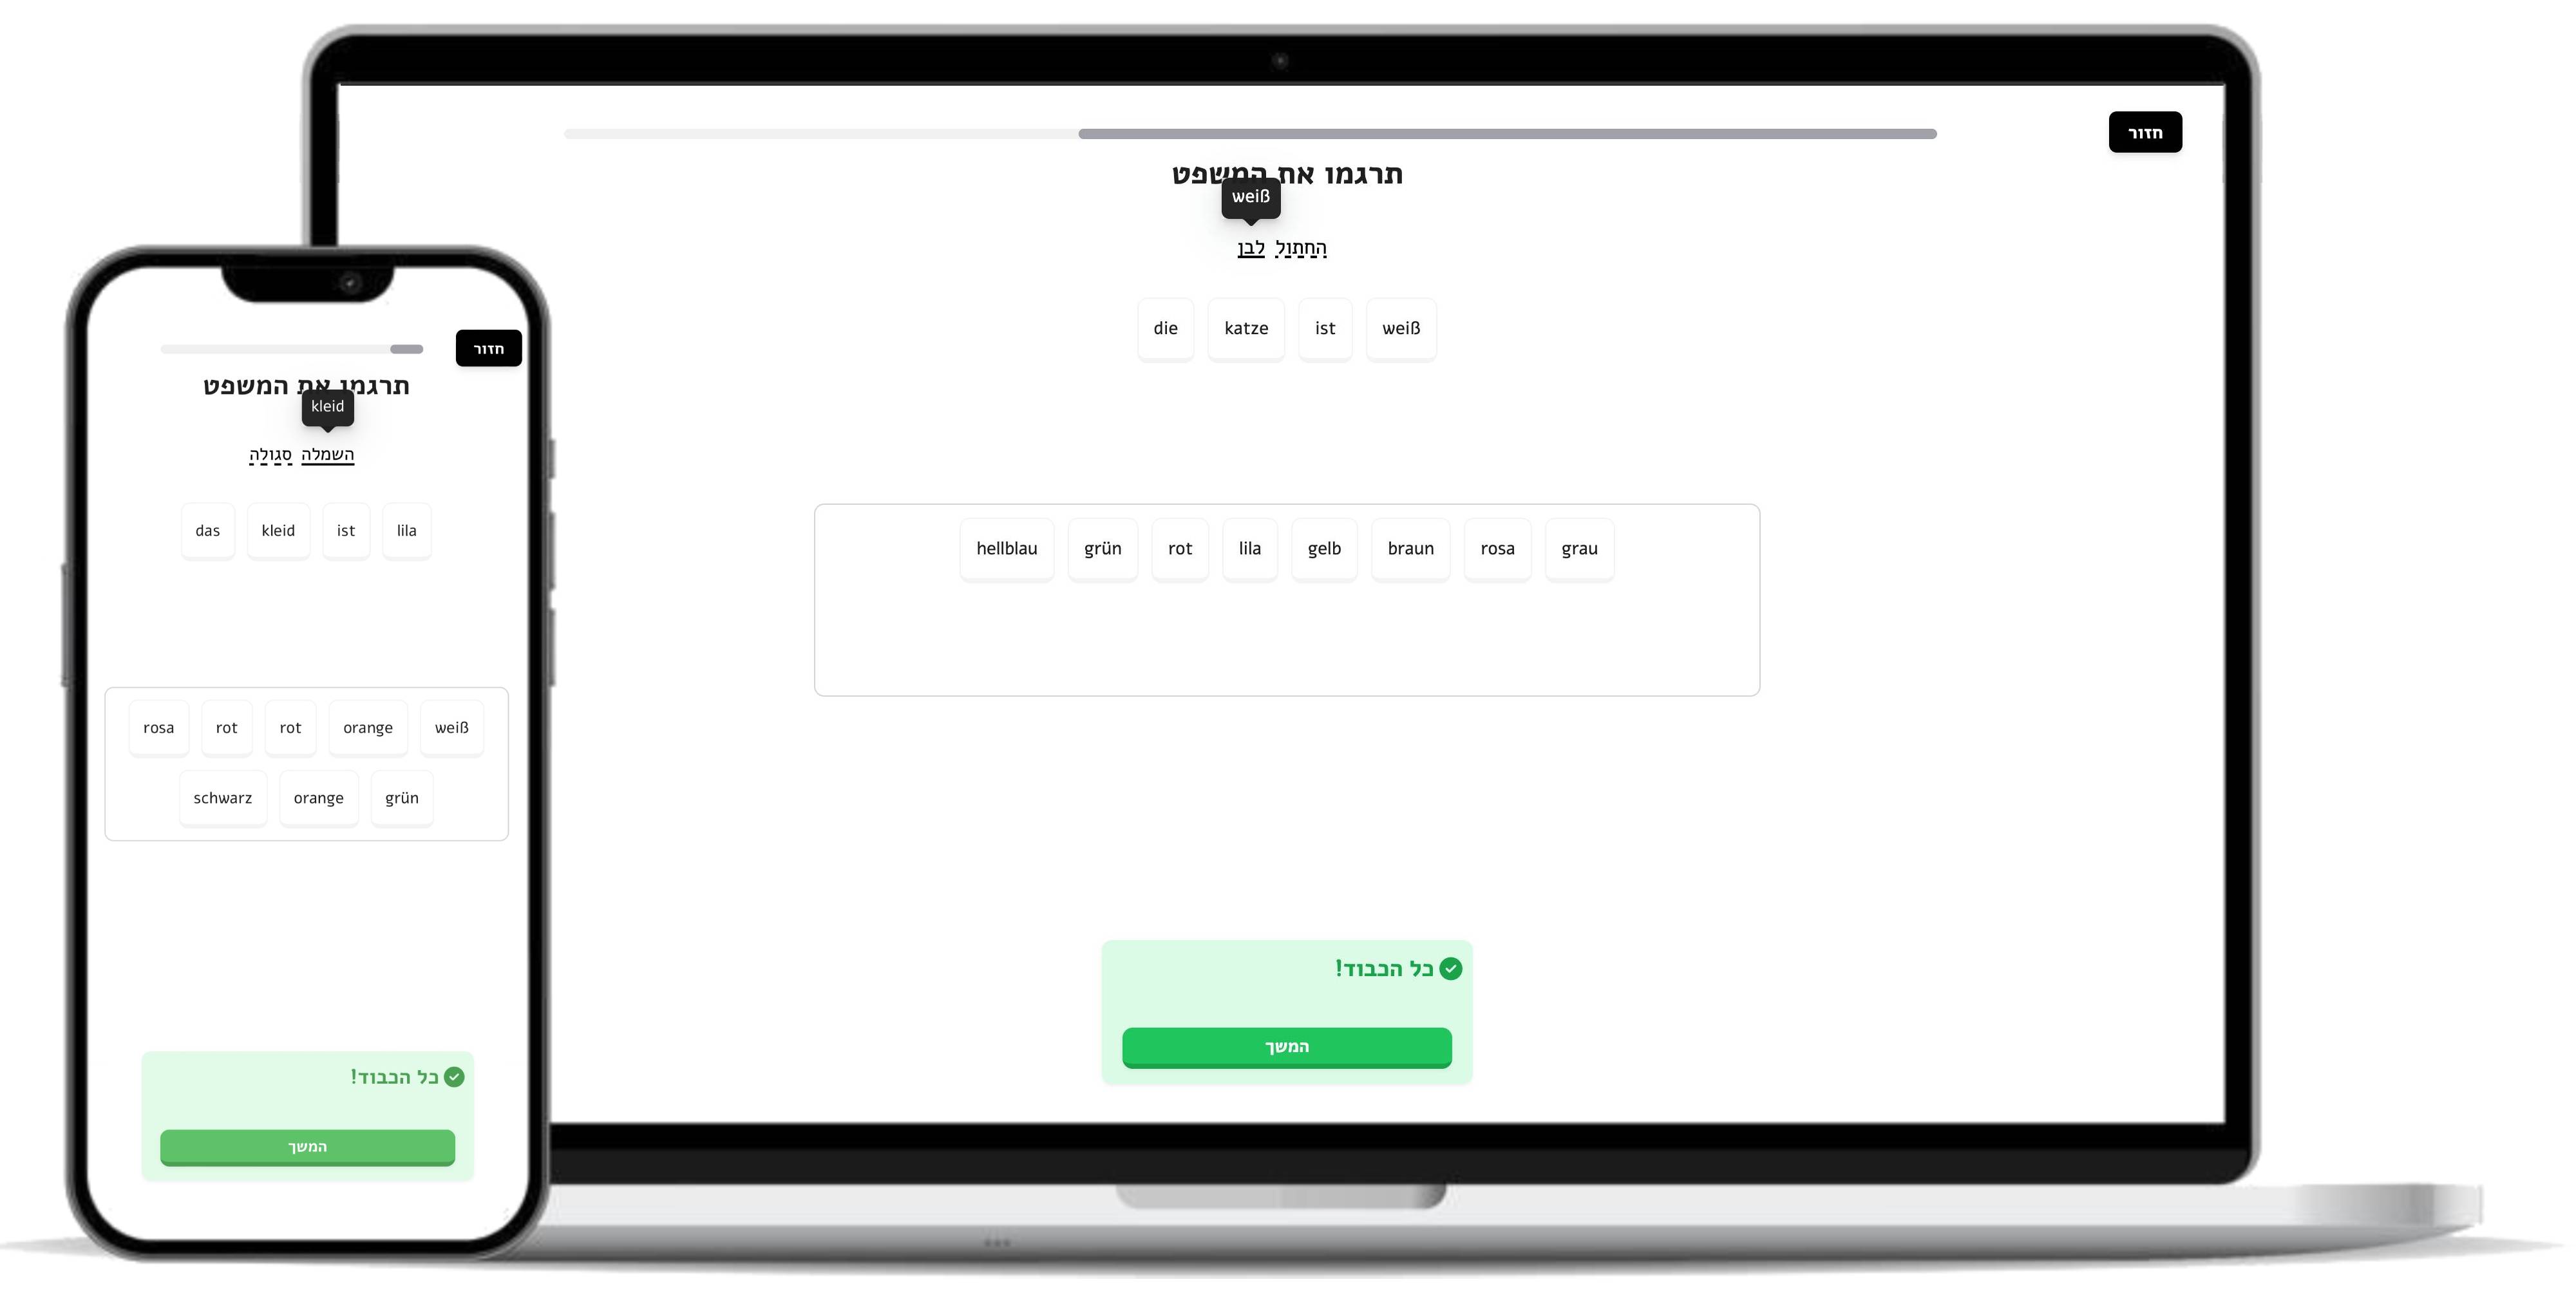 חזור
תרגמו את המשפט
weiß
החתול לבן
die katze ist weiß
hellblau grün rot lila gelb braun rosa grau
כל הכבוד!
המשך
חזור
תרגמו את המשפט
kleid
השמלה סגולה
das kleid ist lila
rosa rot rot orange weiß
schwarz orange grün
כל הכבוד!
המשך